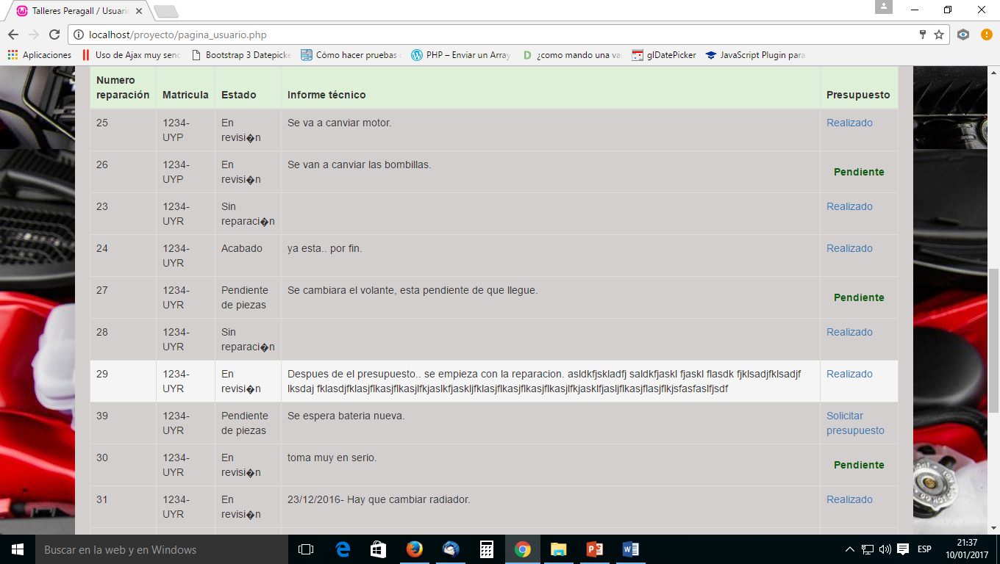 Talleres Peragall / Usuari
localhost/proyecto/pagina_usuario.php
Aplicaciones Uso de Ajax muy senc Bootstrap 3 Datepicke Cómo hacer pruebas PHP – Enviar un Array ¿como mando una va glDatePicker JavaScript Plugin para
Numero
reparación Matricula Estado Informe técnico Presupuesto
25 1234- En Se va a canviar motor. Realizado
UYP revisi�n
26 1234- En Se van a canviar las bombillas.
UYP revisi�n Pendiente
23 1234- Sin Realizado
UYR reparaci�n
24 1234- Acabado ya esta.. por fin. Realizado
UYR
27 1234- Pendiente Se cambiara el volante, esta pendiente de que llegue.
UYR de piezas Pendiente
28 1234- Sin Realizado
UYR reparaci�n
29 1234- En Despues de el presupuesto.. se empieza con la reparacion. asldkfjskladfj saldkfjaskl fjaskl flasdk fjklsadjfklsadjf Realizado
UYR revisi�n lksdaj fklasdjfklasjflkasjflkasjlfkjaslkfjaskljfklasjflkasjflkasjflkasjlfkjasklfjasljflkasjflasjflkjsfasfaslfjsdf
39 1234- Pendiente Se espera bateria nueva. Solicitar
UYR de piezas presupuesto
30 1234- En toma muy en serio.
UYR revisi�n Pendiente
31 1234- En 23/12/2016- Hay que cambiar radiador. Realizado
UYR revisi�n
Buscar en la web y en Windows ESP 21:37
10/01/2017